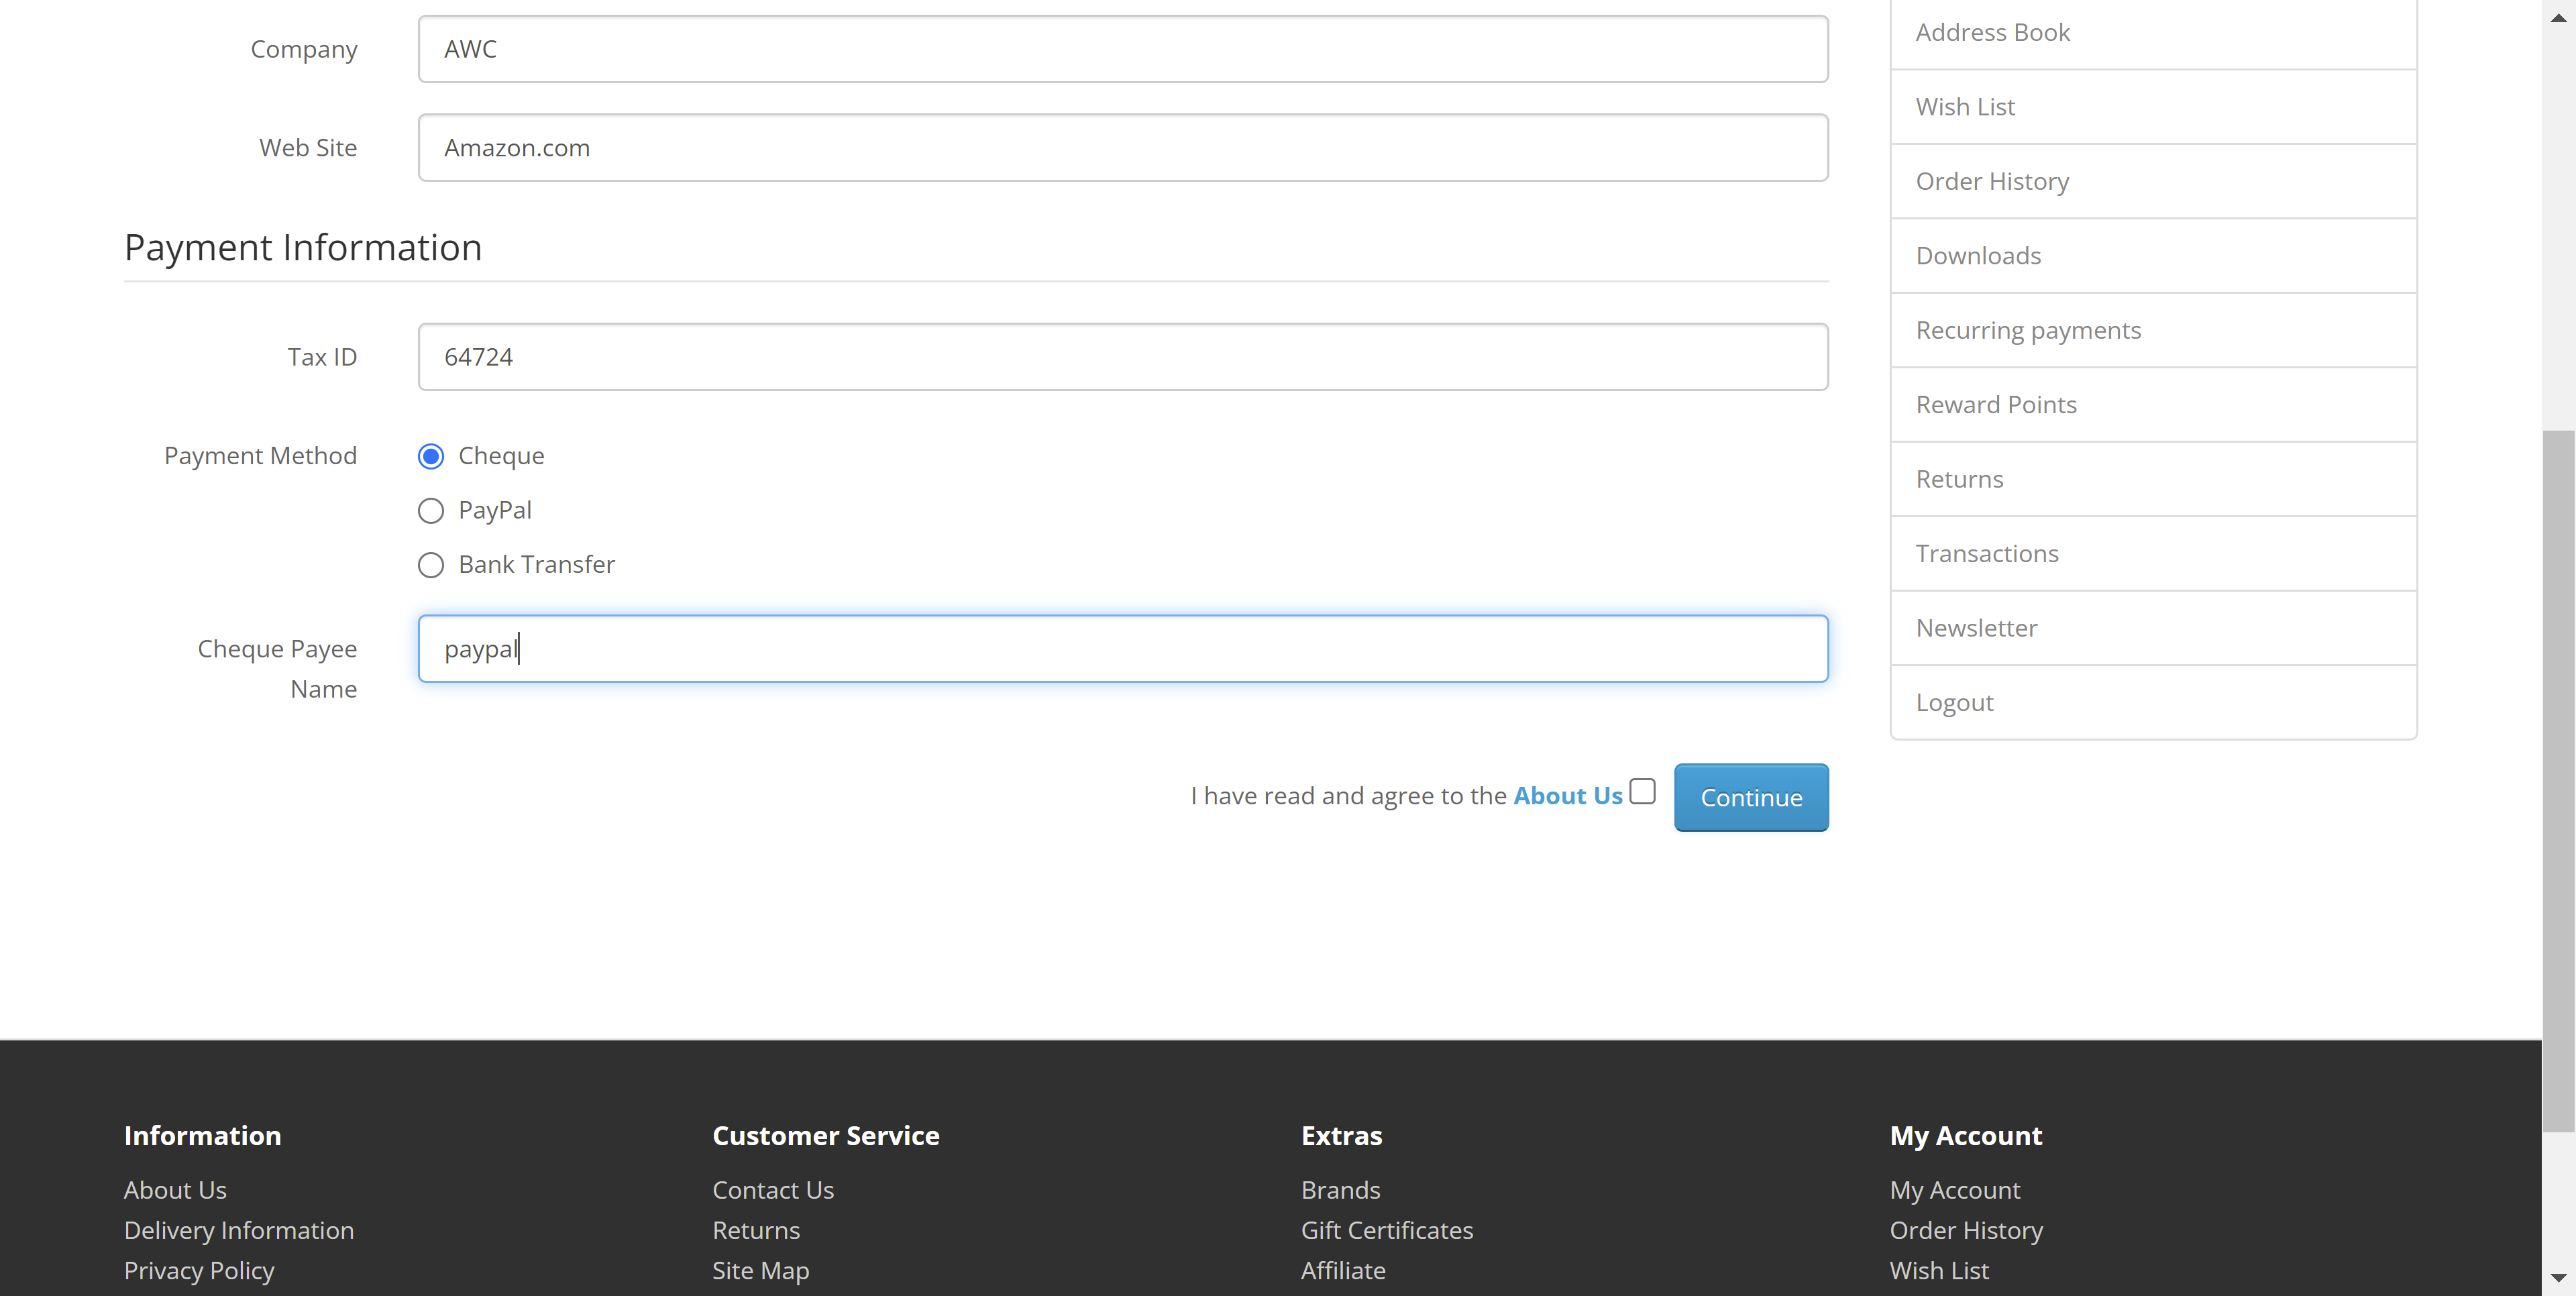 Company
AWC
Web Site
Amazon.com
Payment Information
Tax ID
64724
Payment Method
Cheque
PayPal
Bank Transfer
Cheque Payee
Name
paypal
I have read and agree to the About Us
Continue
Address Book
Wish List
Order History
Downloads
Recurring payments
Reward Points
Returns
Transactions
Newsletter
Logout
Information
About Us
Delivery Information
Privacy Policy
Customer Service
Contact Us
Returns
Site Map
Extras
Brands
Gift Certificates
Affiliate
My Account
My Account
Order History
Wish List